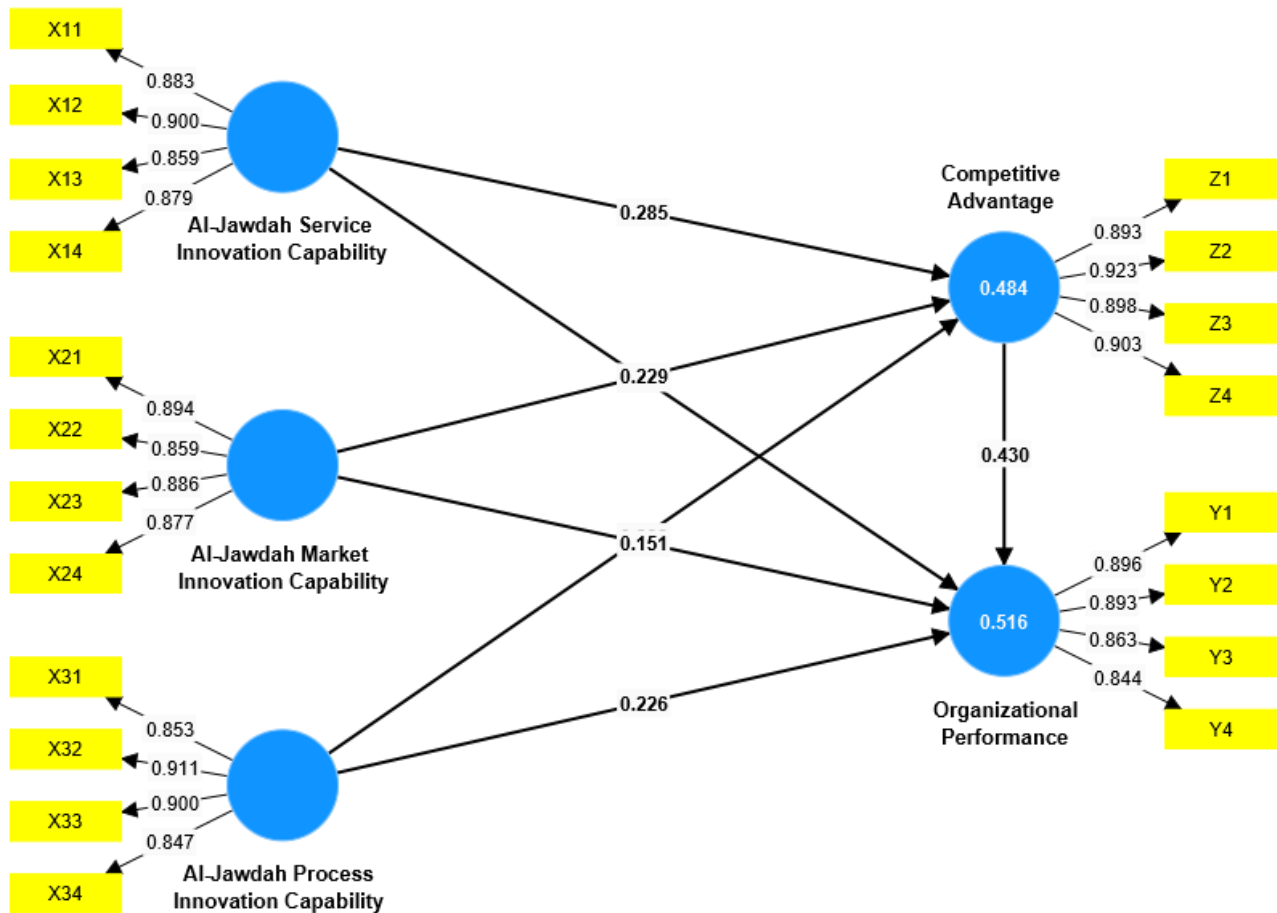 X11
0.883
X12
0.900
X13
0.859
0.879
X14
Al-Jawdah Service
Innovation Capability
X21
0.894
X22
0.859
X23
0.886
0.877
X24
Al-Jawdah Market
Innovation Capability
X31
0.853
X32
0.911
X33
0.900
0.847
X34
Al-Jawdah Process
Innovation Capability
0.285
0.229
0.151
0.226
Competitive
Advantage
0.484
Z1
0.893
Z2
0.923
Z3
0.898
0.903
Z4
0.430
0.516
Organizational
Performance
Y1
0.896
Y2
0.893
Y3
0.863
0.844
Y4